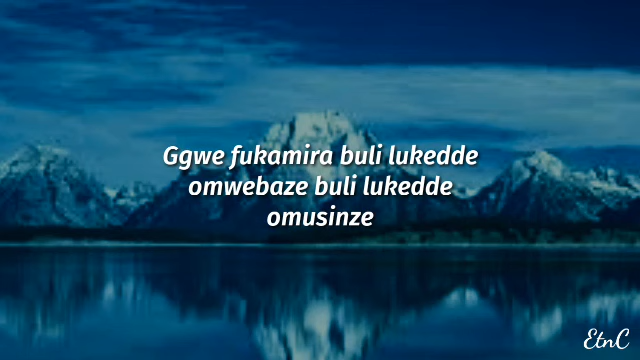 Ggwe fukamira buli lukedde
omwebaze buli lukedde
omusinze
EtnC